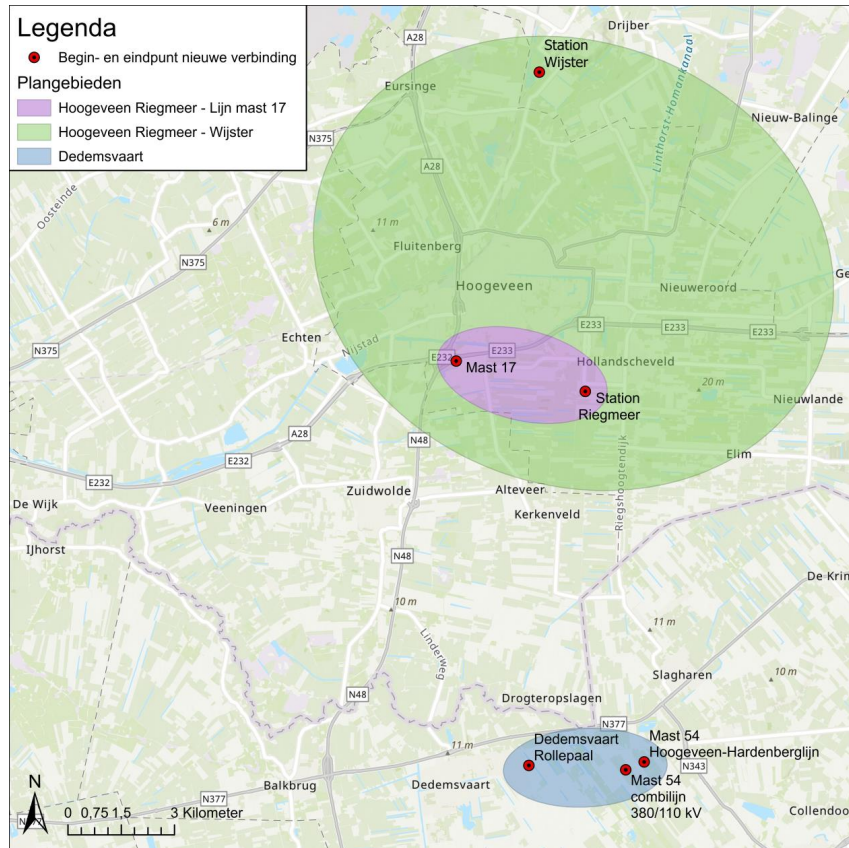 Legenda
Begin- en eindpunt nieuwe verbinding
Plangebieden
Hoogeveen Riegmeer - Lijn mast 17
Hoogeveen Riegmeer - Wijster
Dedemsvaart
A28
Drijber
Station
Wijster
Eursinge
Linthorst-Homankanaal
Nieuw-Balinge
N375
A28
Oosteinde
6 m
11 m
Fluitenberg
N375
Hoogeveen
Nieuweroord
Ge
E233
E233
E233
Echten
Nijstad
N375
E232
E233
Mast 17
Hollandscheveld
20 m
Station
Riegmeer
Nieuwlande
A28
N48
Elim
E232
Riegshoogtendijk
Zuidwolde
Alteveer
De Wijk
Veeningen
Kerkenveld
IJhorst
N48
De Krim
10 m
11 m
Linderweg
Slagharen
10 m
N48
Drogteropslagen
N377
Mast 54
Hoogeveen-Hardenberglijn
Dedemsvaart
Rollepaal
11 m
N343
Mast 54
combilijn
380/110 kV
Balkbrug
Dedemsvaart
N377
Collendoo
N
0 0,75 1,5 3 Kilometer
N377